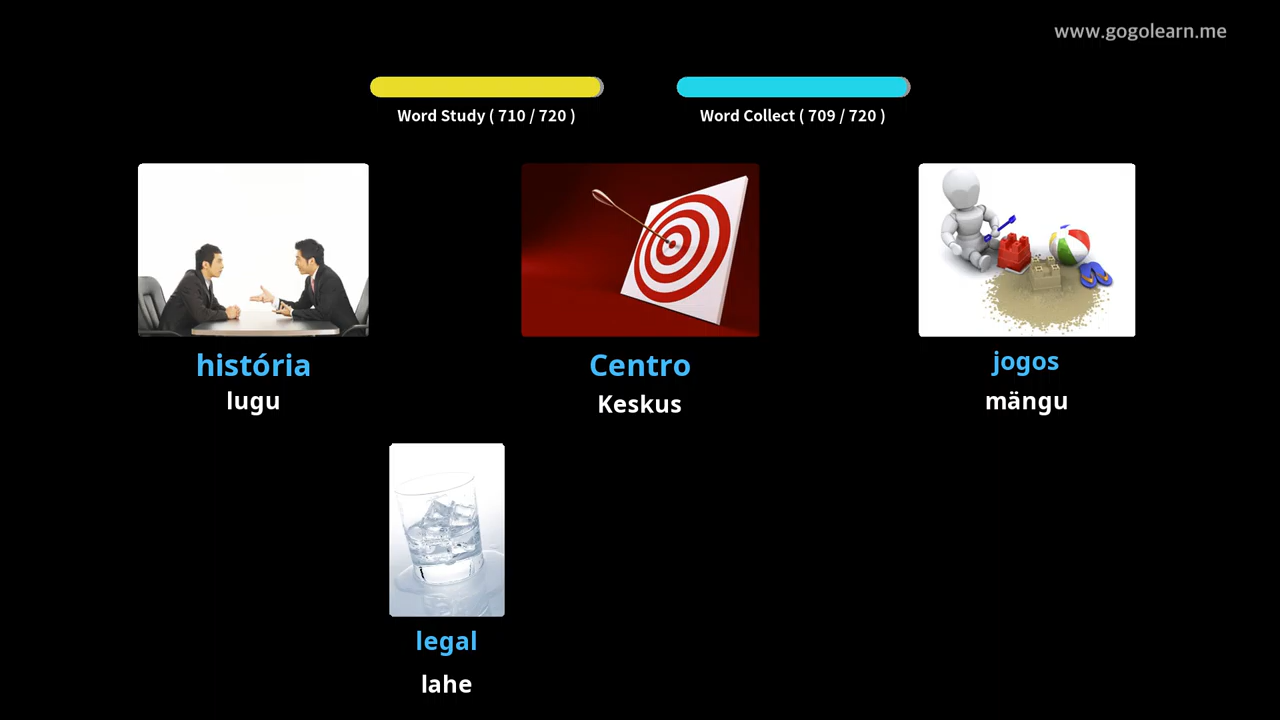 www.gogolearn.me
Word Study ( 710 / 720 )
Word Collect ( 709 / 720 )
história
lugu
Centro
Keskus
jogos
mängu
legal
lahe